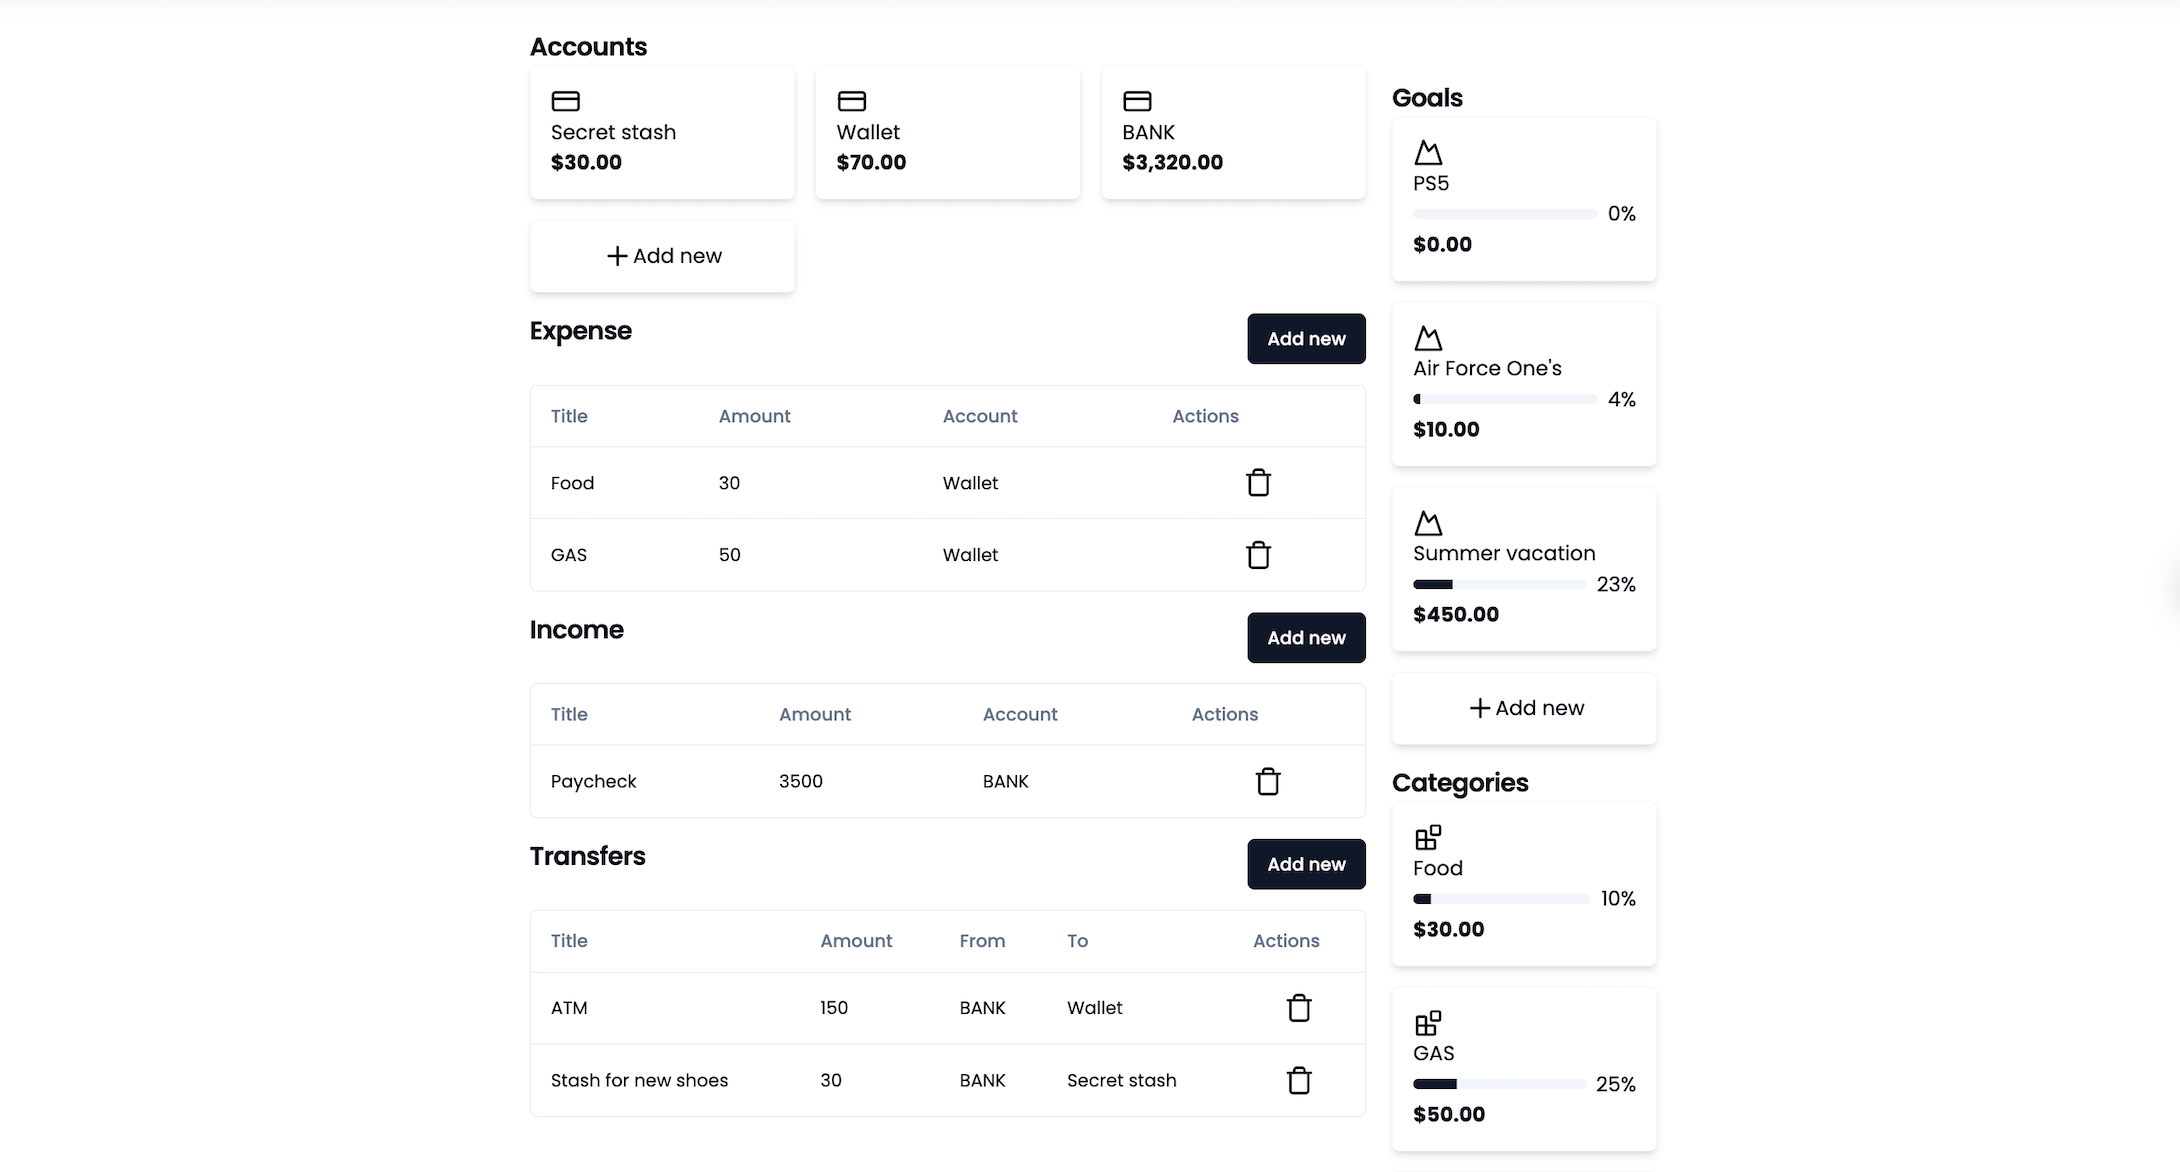 Accounts
Secret stash
$30.00
Wallet
$70.00
BANK
$3,320.00
Add new
Expense
Add new
Title Amount Account Actions
Food 30 Wallet
GAS 50 Wallet
Income
Add new
Title Amount Account Actions
Paycheck 3500 BANK
Transfers
Add new
Title Amount From To Actions
ATM 150 BANK Wallet
Stash for new shoes 30 BANK Secret stash
Goals
PS5
0%
$0.00
Air Force One's
4%
$10.00
Summer vacation
23%
$450.00
Add new
Categories
Food
10%
$30.00
GAS
25%
$50.00